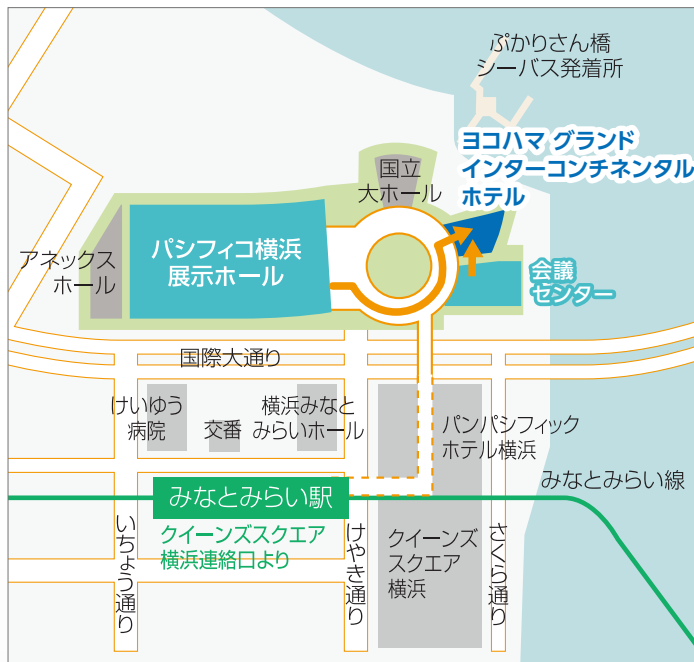 ぷかりさん橋
シーバス発着所
ヨコハマ グランド
インターコンチネンタル
ホテル
国立
大ホール
アネックス
ホール
パシフィコ横浜
展示ホール
会議
センター
国際大通り
けいゆう
病院
交番
横浜みなと
みらいホール
パンパシフィック
ホテル横浜
みなとみらい線
みなとみらい駅
クイーンズスクエア
横浜連絡口より
いちょう通り
けやき通り
クイーンズ
スクエア
横浜
さくら通り